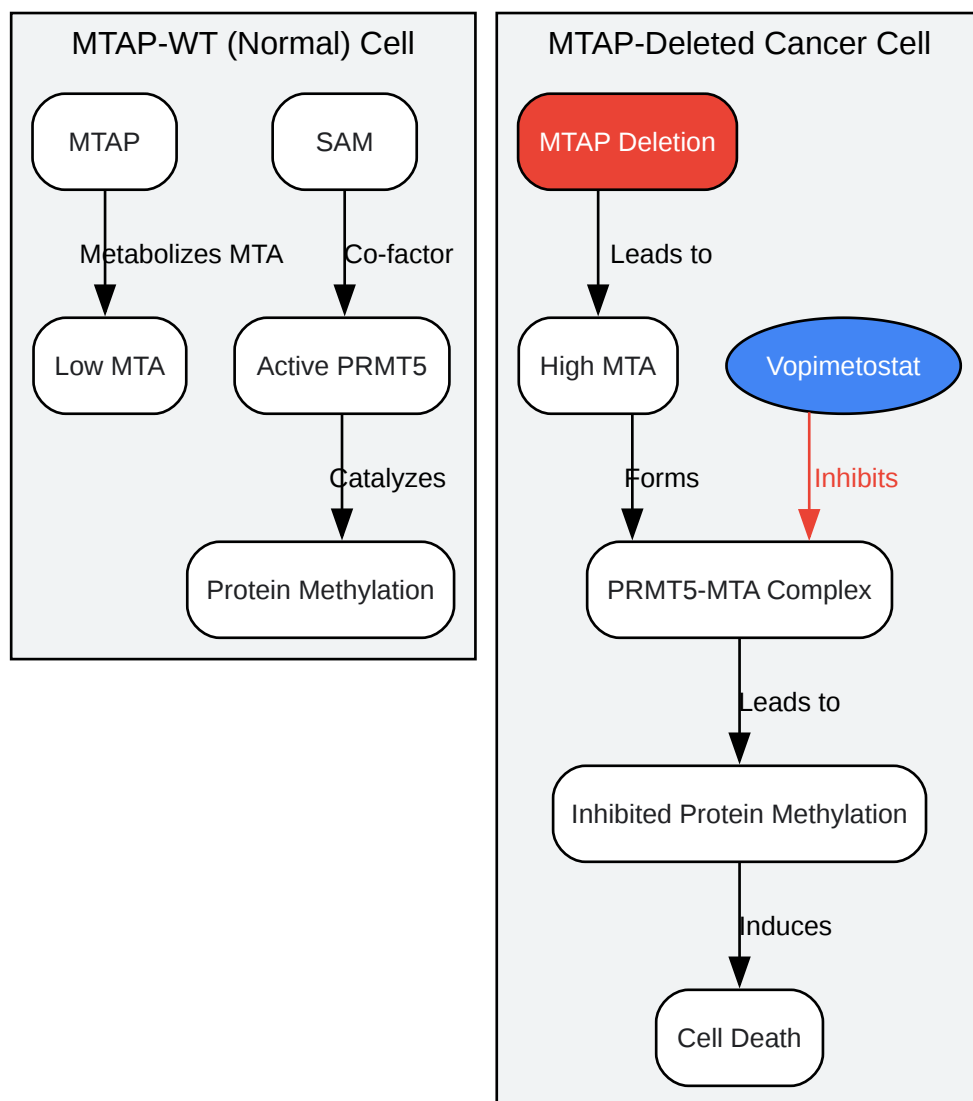 MTAP-WT (Normal) Cell
MTAP
SAM
Metabolizes MTA
Co-factor
Low MTA
Active PRMT5
Catalyzes
Protein Methylation
MTAP-Deleted Cancer Cell
MTAP Deletion
Leads to
High MTA
Vopimetostat
Forms
Inhibits
PRMT5-MTA Complex
Leads to
Inhibited Protein Methylation
Induces
Cell Death